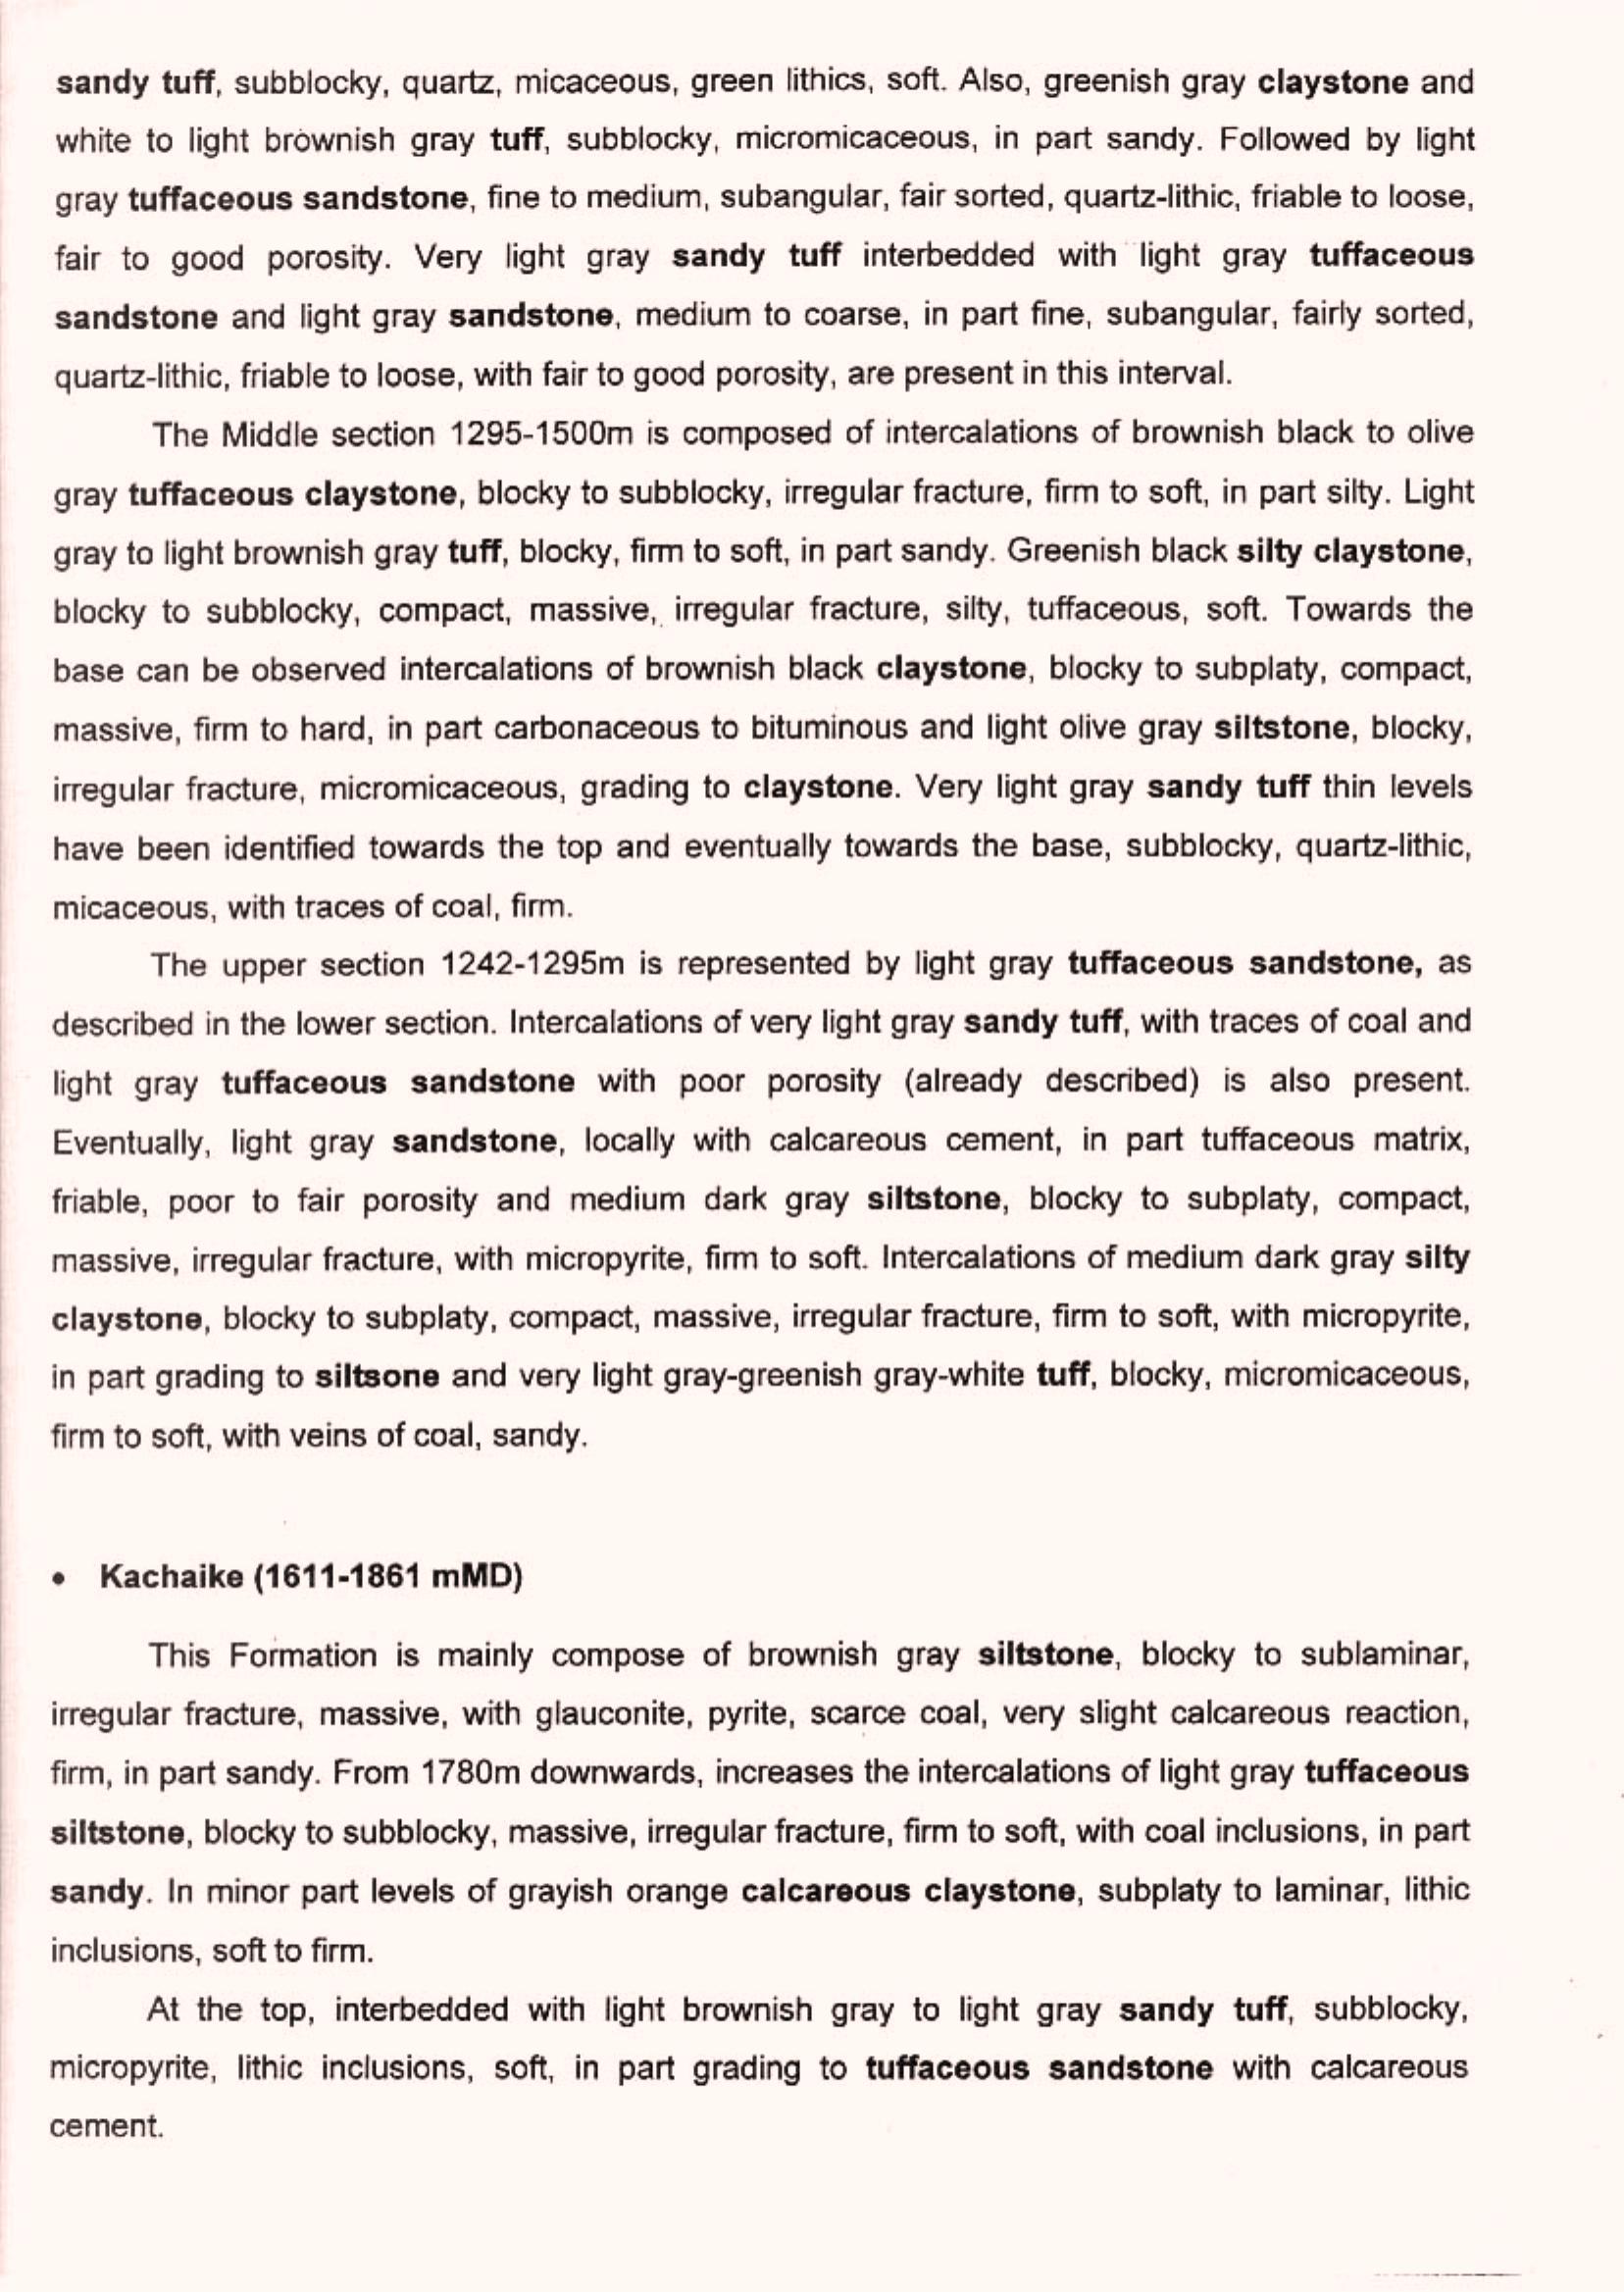 sandy tuff, subblocky, quartz, micaceous, green lithics, soft. Also, greenish gray claystone and
white to light brownish gray tuff, subblocky, micromicaceous, in part sandy. Followed by light
gray tuffaceous sandstone, fine to medium, subangular, fair sorted, quartz-lithic, friable to loose,
fair to good porosity. Very light gray sandy tuff interbedded with light gray tuffaceous
sandstone and light gray sandstone, medium to coarse, in part fine, subangular, fairly sorted,
quartz-lithic, friable to loose, with fair to good porosity, are present in this interval.
The Middle section 1295-1500m is composed of intercalations of brownish black to olive
gray tuffaceous claystone, blocky to subblocky, irregular fracture, firm to soft, in part silty. Light
gray to light brownish gray tuff, blocky, firm to soft, in part sandy. Greenish black silty claystone,
blocky to subblocky, compact, massive, irregular fracture, silty, tuffaceous, soft. Towards the
base can be observed intercalations of brownish black claystone, blocky to subplaty, compact,
massive, firm to hard, in part carbonaceous to bituminous and light olive gray siltstone, blocky,
irregular fracture, micromicaceous, grading to claystone. Very light gray sandy tuff thin levels
have been identified towards the top and eventually towards the base, subblocky, quartz-lithic,
micaceous, with traces of coal, firm.
The upper section 1242-1295m is represented by light gray tuffaceous sandstone, as
described in the lower section. Intercalations of very light gray sandy tuff, with traces of coal and
light gray tuffaceous sandstone with poor porosity (already described) is also present.
Eventually, light gray sandstone, locally with calcareous cement, in part tuffaceous matrix,
friable, poor to fair porosity and medium dark gray siltstone, blocky to subplaty, compact,
massive, irregular fracture, with micropyrite, firm to soft. Intercalations of medium dark gray silty
claystone, blocky to subplaty, compact, massive, irregular fracture, firm to soft, with micropyrite,
in part grading to siltsone and very light gray-greenish gray-white tuff, blocky, micromicaceous,
firm to soft, with veins of coal, sandy.
• Kachaike (1611-1861 mMD)
This Formation is mainly compose of brownish gray siltstone, blocky to sublaminar,
irregular fracture, massive, with glauconite, pyrite, scarce coal, very slight calcareous reaction,
firm, in part sandy. From 1780m downwards, increases the intercalations of light gray tuffaceous
siltstone, blocky to subblocky, massive, irregular fracture, firm to soft, with coal inclusions, in part
sandy. In minor part levels of grayish orange calcareous claystone, subplaty to laminar, lithic
inclusions, soft to firm.
At the top, interbedded with light brownish gray to light gray sandy tuff, subblocky,
micropyrite, lithic inclusions, soft, in part grading to tuffaceous sandstone with calcareous
cement.